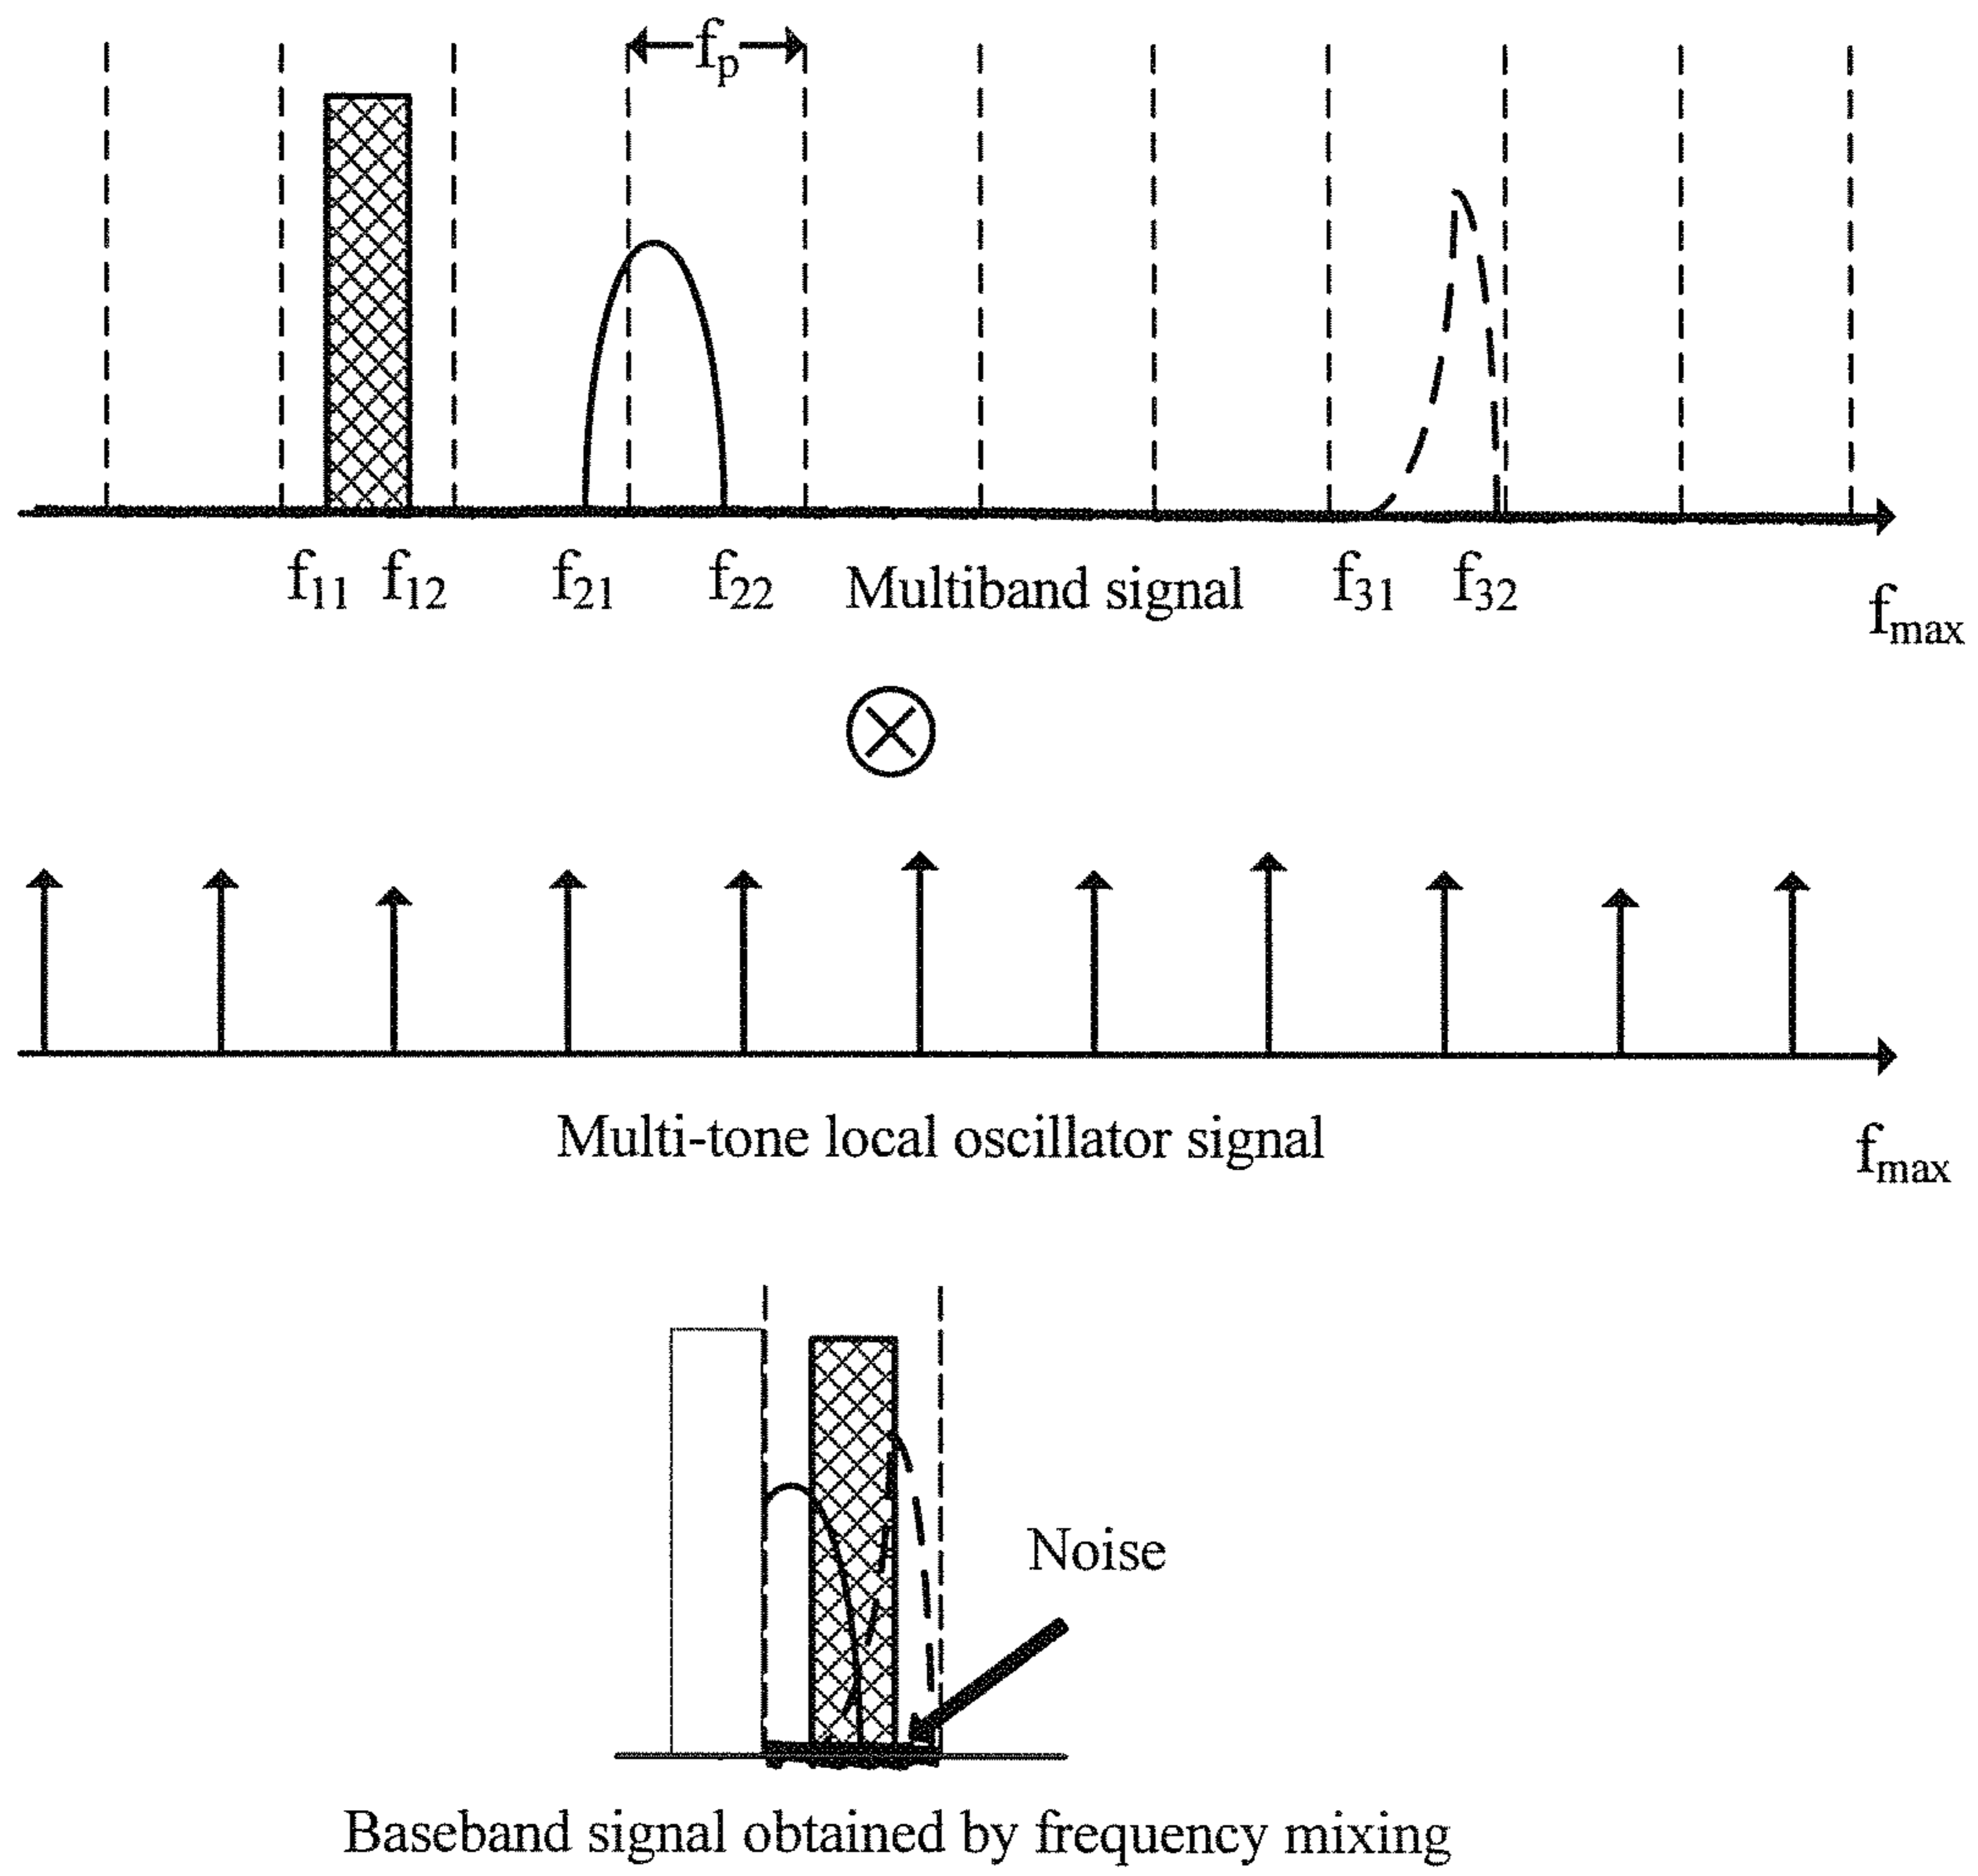 fp
f11 f12 f21 f22 Multiband signal f31 f32
fmax
Multi-tone local oscillator signal fmax
Noise
Baseband signal obtained by frequency mixing